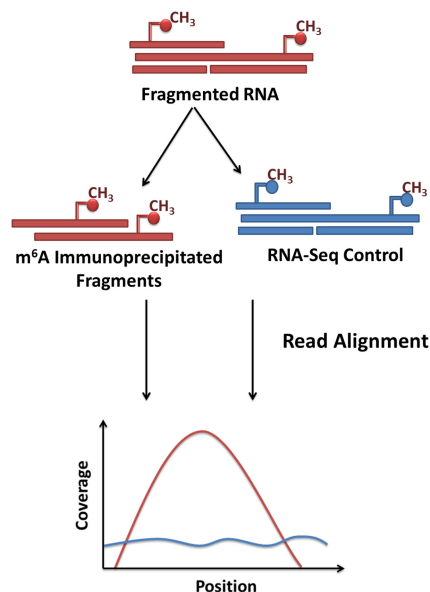 CH3
CH3
Fragmented RNA
CH3
CH3
CH3
CH3
m⁶A Immunoprecipitated
Fragments
RNA-Seq Control
Read Alignment
Coverage
Position